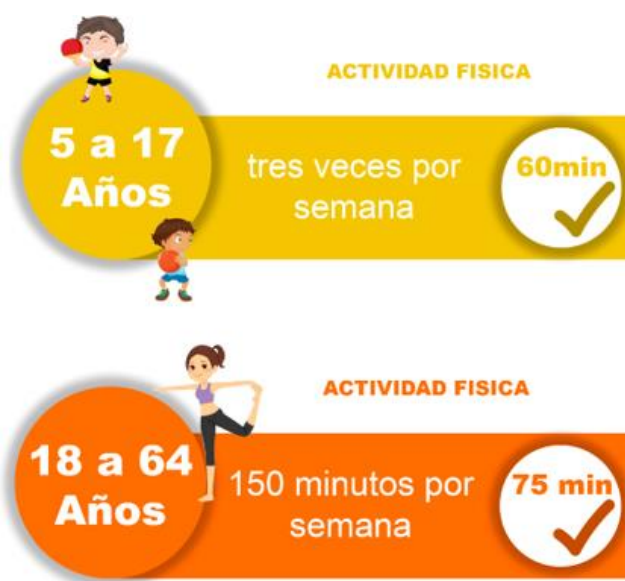 ACTIVIDAD FISICA
5 a 17
Años
tres veces por
semana
60min
ACTIVIDAD FISICA
18 a 64
Años
150 minutos por
semana
75 min